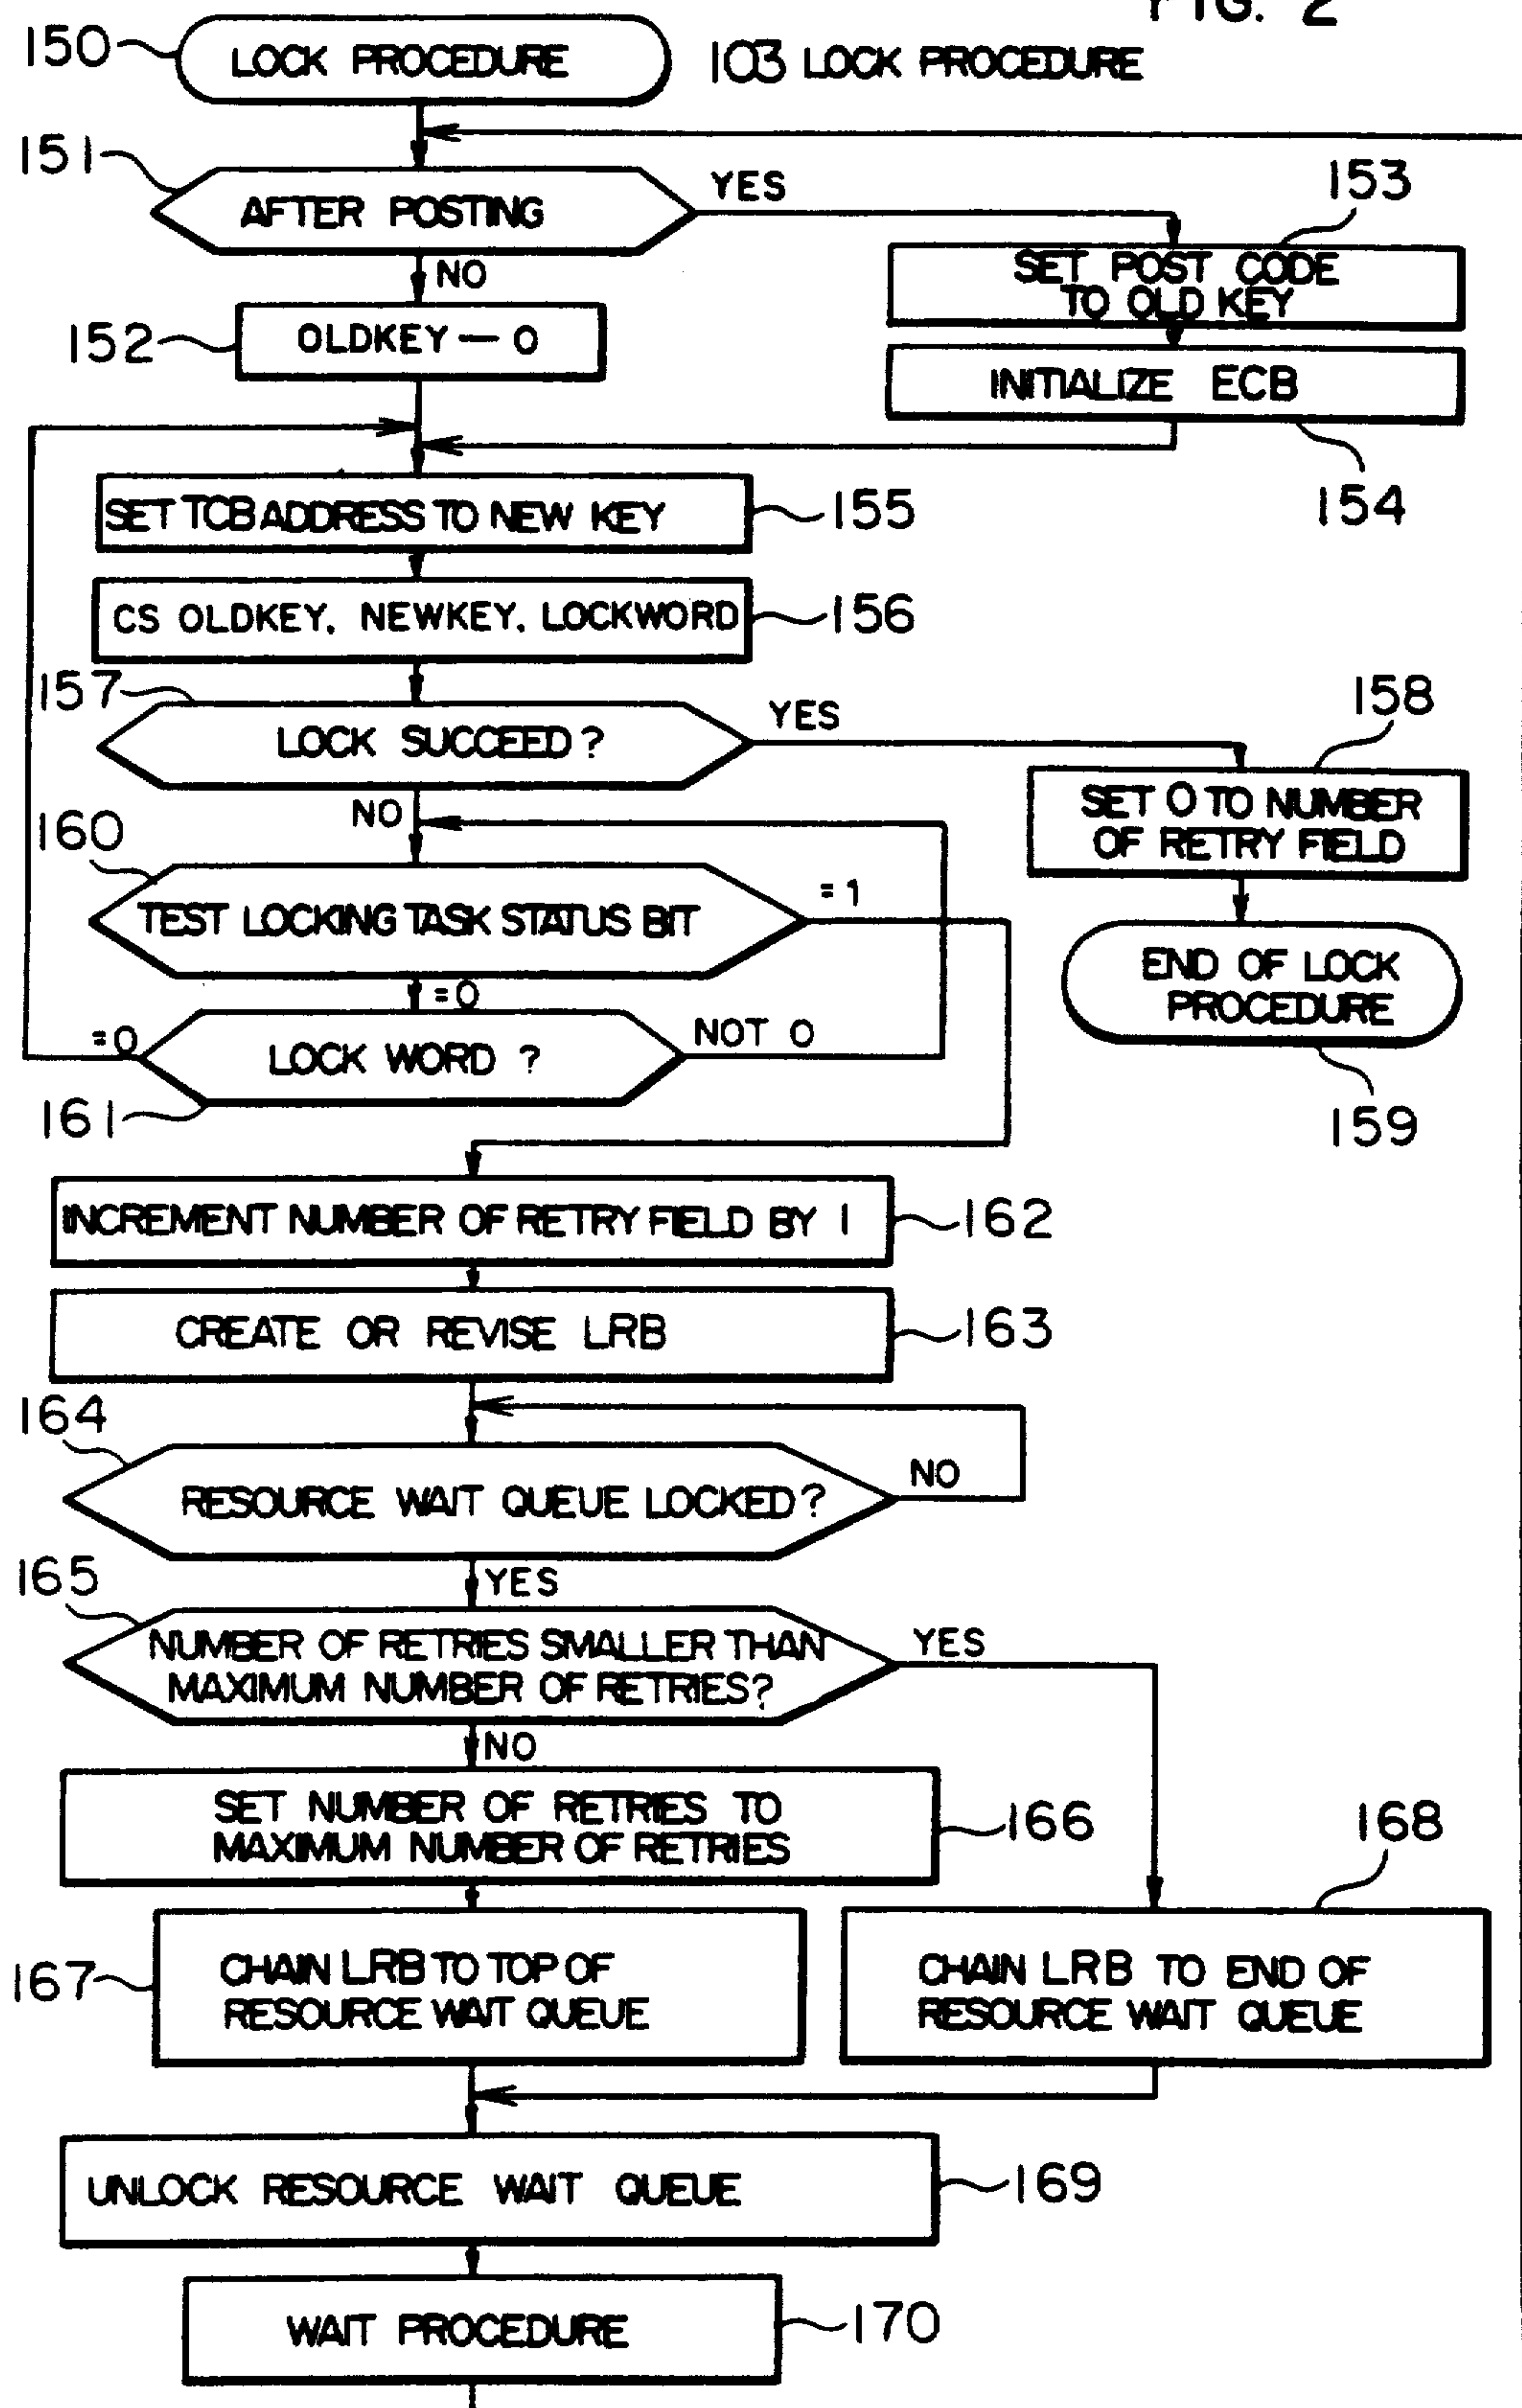 FIG. 2
150
LOCK PROCEDURE
103 LOCK PROCEDURE
151
AFTER POSTING
YES
153
NO
SET POST CODE
TO OLD KEY
152
OLDKEY — 0
INITIALIZE ECB
154
SET TCB ADDRESS TO NEW KEY
155
CS OLDKEY, NEWKEY, LOCKWORD
156
157
LOCK SUCCEED?
YES
158
NO
SET 0 TO NUMBER
OF RETRY FIELD
160
TEST LOCKING TASK STATUS BIT
=1
=0
END OF LOCK
PROCEDURE
159
=0
LOCK WORD ?
NOT 0
161
INCREMENT NUMBER OF RETRY FIELD BY 1
162
CREATE OR REVISE LRB
163
164
RESOURCE WAIT QUEUE LOCKED?
NO
YES
165
NUMBER OF RETRIES SMALLER THAN
MAXIMUM NUMBER OF RETRIES?
YES
NO
SET NUMBER OF RETRIES TO
MAXIMUM NUMBER OF RETRIES
166
168
167
CHAIN LRB TO TOP OF
RESOURCE WAIT QUEUE
CHAIN LRB TO END OF
RESOURCE WAIT QUEUE
UNLOCK RESOURCE WAIT QUEUE
169
WAIT PROCEDURE
170